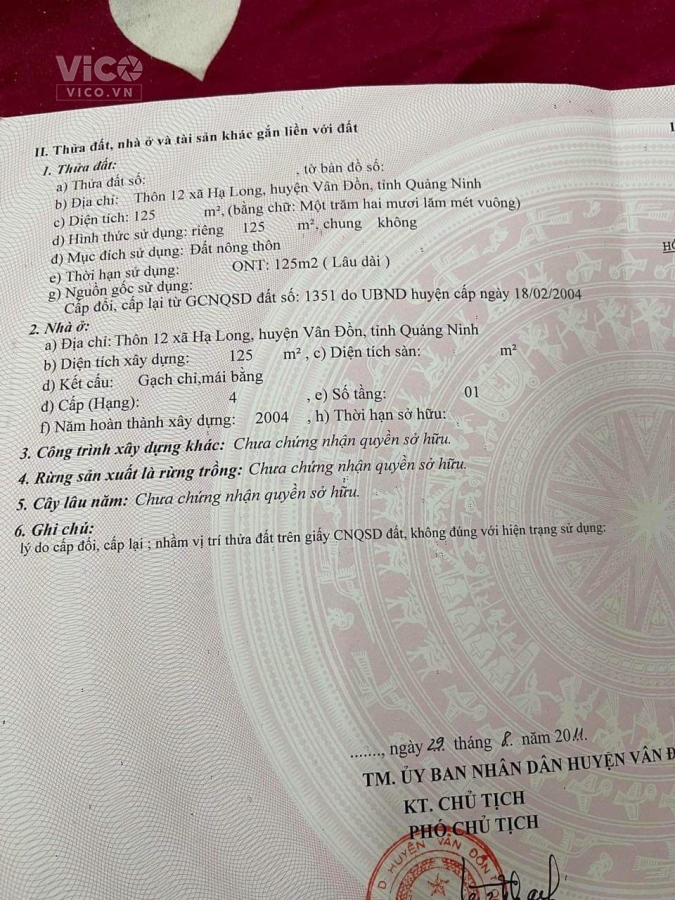 VICO
VICO.VN
II. Thửa đất, nhà ở và tài sản khác gắn liền với đất
1. Thửa đất:
a) Thửa đất số: , tờ bản đồ số:
b) Địa chỉ: Thôn 12 xã Hạ Long, huyện Vân Đồn, tỉnh Quảng Ninh
c) Diện tích: 125 m², (bằng chữ: Một trăm hai mươi lăm mét vuông)
d) Hình thức sử dụng: riêng 125 m², chung không
đ) Mục đích sử dụng: Đất nông thôn
e) Thời hạn sử dụng: ONT: 125m2 ( Lâu dài )
g) Nguồn gốc sử dụng:
Cấp đổi, cấp lại từ GCNQSD đất số: 1351 do UBND huyện cấp ngày 18/02/2004
2. Nhà ở:
a) Địa chỉ: Thôn 12 xã Hạ Long, huyện Vân Đồn, tỉnh Quảng Ninh
b) Diện tích xây dựng: 125 m² , c) Diện tích sàn: m²
d) Kết cấu: Gạch chỉ,mái bằng
đ) Cấp (Hạng): 4 , e) Số tầng: 01
f) Năm hoàn thành xây dựng: 2004 , h) Thời hạn sở hữu:
3. Công trình xây dựng khác: Chưa chứng nhận quyền sở hữu.
4. Rừng sản xuất là rừng trồng: Chưa chứng nhận quyền sở hữu.
5. Cây lâu năm: Chưa chứng nhận quyền sở hữu.
6. Ghi chú:
lý do cấp đổi, cấp lại ; nhầm vị trí thửa đất trên giấy CNQSD đất, không đúng với hiện trạng sử dụng:
......., ngày 29 tháng 8 năm 2011.
TM. ỦY BAN NHÂN DÂN HUYỆN VÂN Đ
KT. CHỦ TỊCH
PHÓ CHỦ TỊCH
D HUYỆN VÂN ĐỒN